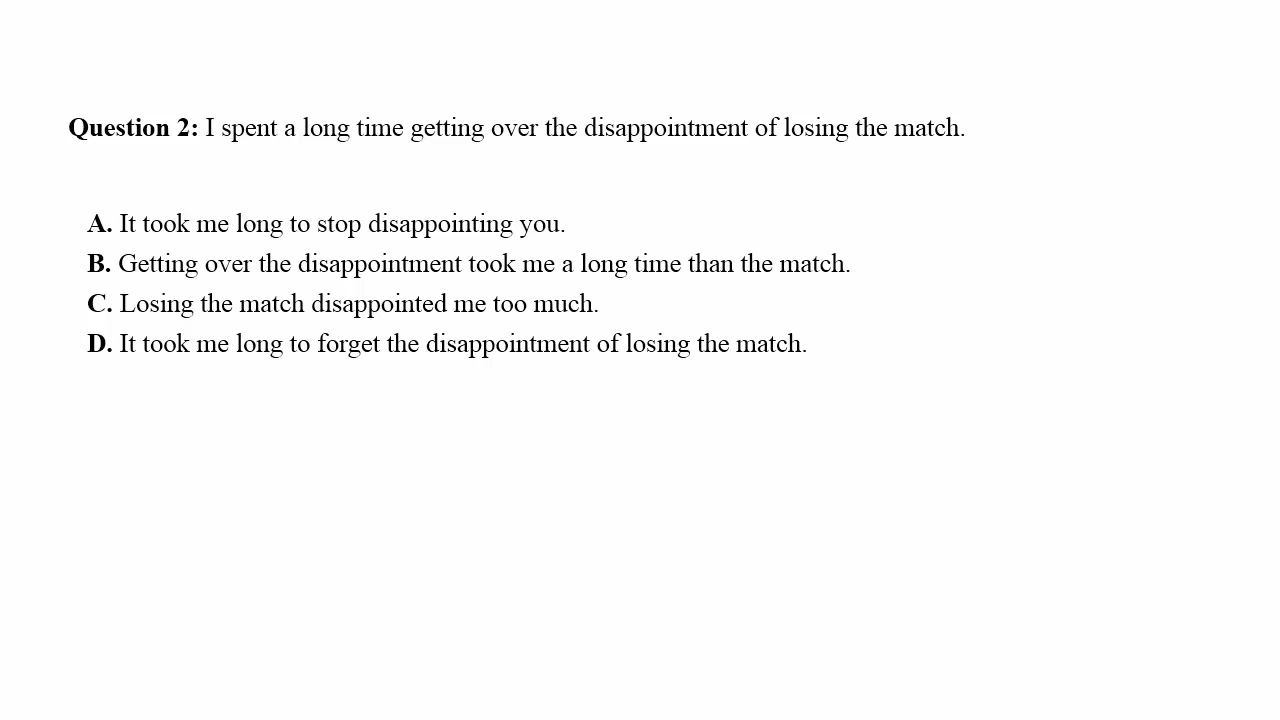 Question 2: I spent a long time getting over the disappointment of losing the match.
A. It took me long to stop disappointing you.
B. Getting over the disappointment took me a long time than the match.
C. Losing the match disappointed me too much.
D. It took me long to forget the disappointment of losing the match.